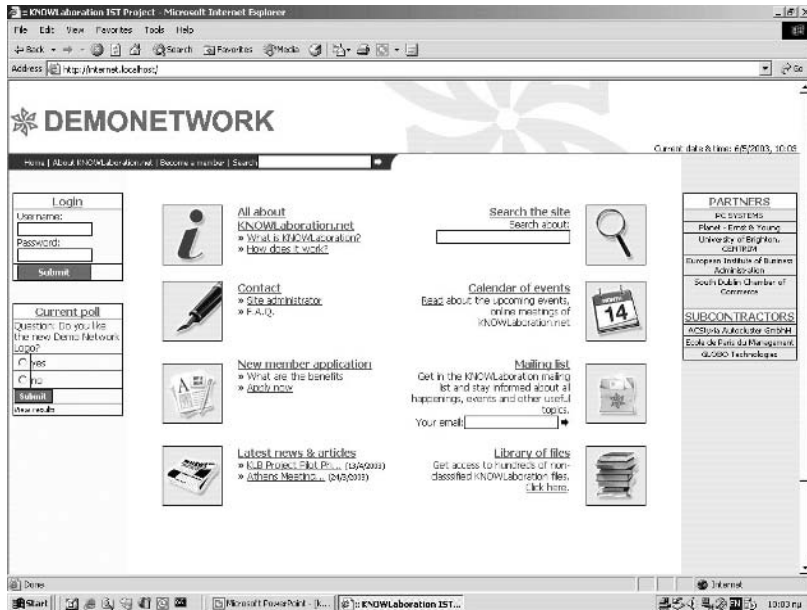 :: KNOWLaboration IST Project - Microsoft Internet Explorer
File Edit View Favorites Tools Help
Back Search Favorites Media
Address http://internet.localhost/ Go
DEMONETWORK
Current date & time: 6/5/2003, 10:03
Home | About KNOWLaboration.net | Become a member | Search
Login
Username:
Password:
Submit
Current poll
Question: Do you like
the new Demo Network
Logo?
yes
no
Submit
View results
All about
KNOWLaboration.net
» What is KNOWLaboration?
» How does it work?
Contact
» Site administrator
» F.A.Q.
New member application
» What are the benefits
» Apply now
Latest news & articles
» KLB Project Pilot Ph... (13/4/2003)
» Athens Meeting... (24/3/2003)
Search the site
Search about:
Calendar of events
Read about the upcoming events,
online meetings of
KNOWLaboration.net
MONTH
14
Mailing list
Get in the KNOWLaboration mailing
list and stay informed about all
happenings, events and other useful
topics.
Your email:
Library of files
Get access to hundreds of non-
classsified KNOWLaboration files.
Click here.
PARTNERS
PC SYSTEMS
Planet - Ernst & Young
University of Brighton,
CENTRIM
European Institute of Business
Administration
South Dublin Chamber of
Commerce
SUBCONTRACTORS
ACStyria Autocluster GmbH
Ecole de Paris du Management
GLOBO Technologies
Done Internet
Start Microsoft PowerPoint - [k... :: KNOWLaboration IST... 10:03 πμ